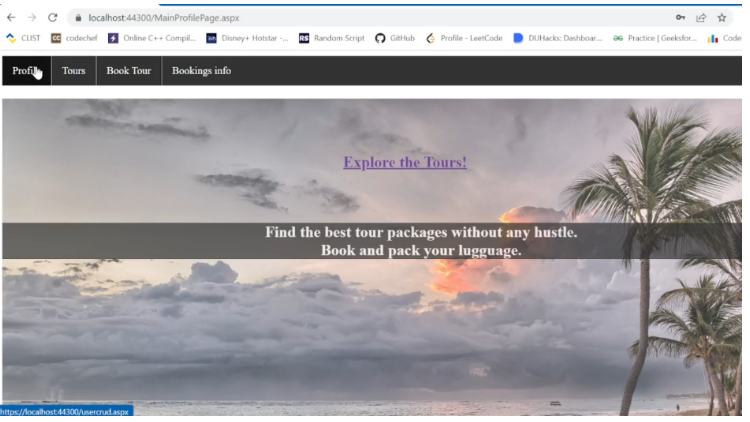 localhost:44300/MainProfilePage.aspx
CLIST codechef Online C++ Compil... Disney+ Hotstar -... Random Script GitHub Profile - LeetCode DUHacks: Dashboar... Practice | Geeksfor... Code
Profile Tours Book Tour Bookings info
Explore the Tours!
Find the best tour packages without any hustle.
Book and pack your lugguage.
https://localhost:44300/usercrud.aspx